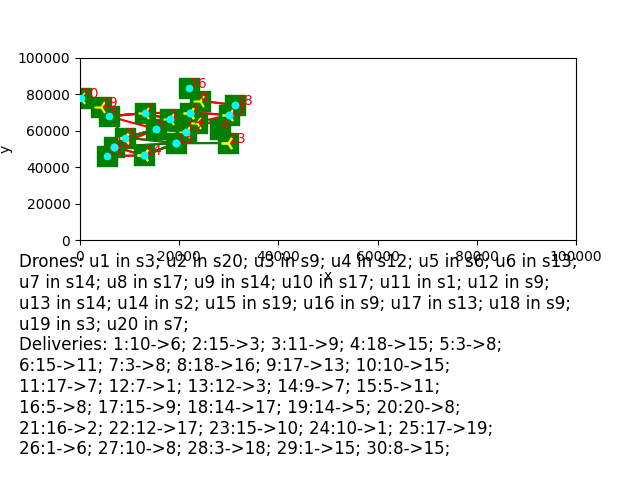 100000
80000
60000
40000
20000
0
y
0 20000 40000 60000 80000 100000
x
Drones: u1 in s3; u2 in s20; u3 in s9; u4 in s12; u5 in s6; u6 in s13;
u7 in s14; u8 in s17; u9 in s14; u10 in s17; u11 in s1; u12 in s9;
u13 in s14; u14 in s2; u15 in s19; u16 in s9; u17 in s13; u18 in s9;
u19 in s3; u20 in s7;
Deliveries: 1:10->6; 2:15->3; 3:11->9; 4:18->15; 5:3->8;
6:15->11; 7:3->8; 8:18->16; 9:17->13; 10:10->15;
11:17->7; 12:7->1; 13:12->3; 14:9->7; 15:5->11;
16:5->8; 17:15->9; 18:14->17; 19:14->5; 20:20->8;
21:16->2; 22:12->17; 23:15->10; 24:10->1; 25:17->19;
26:1->6; 27:10->8; 28:3->18; 29:1->15; 30:8->15;